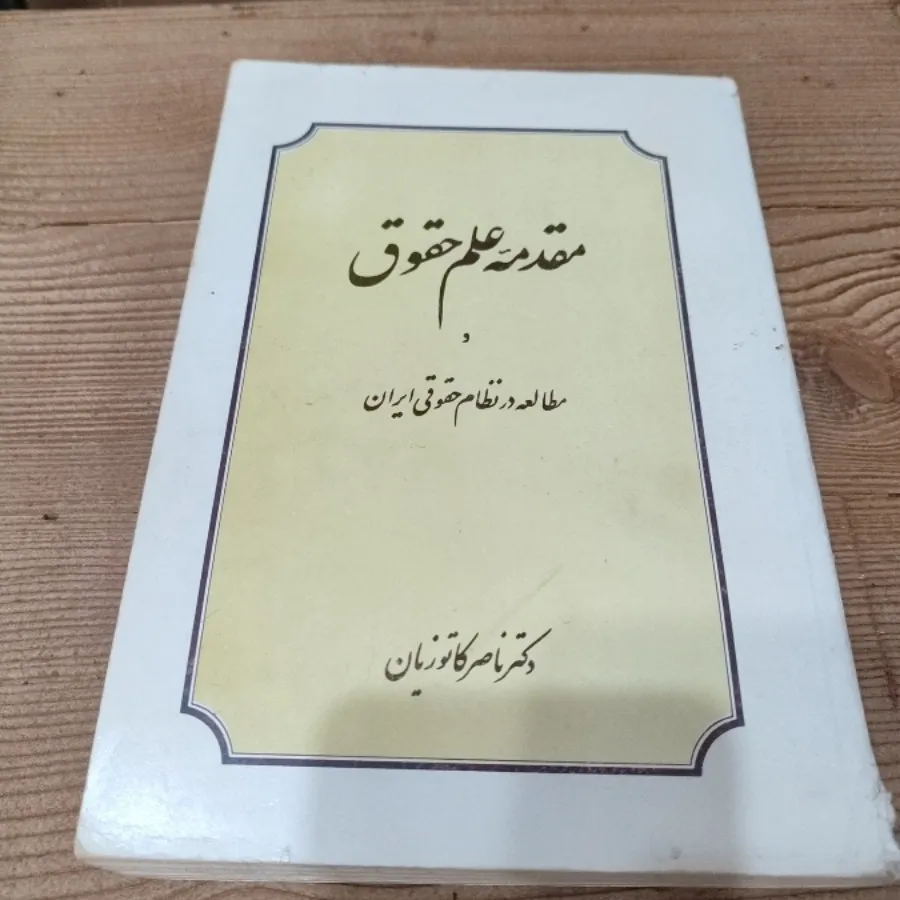 مقدمهٔ علم حقوق
و
مطالعه در نظام حقوقی ایران
دکتر ناصر کاتوزیان